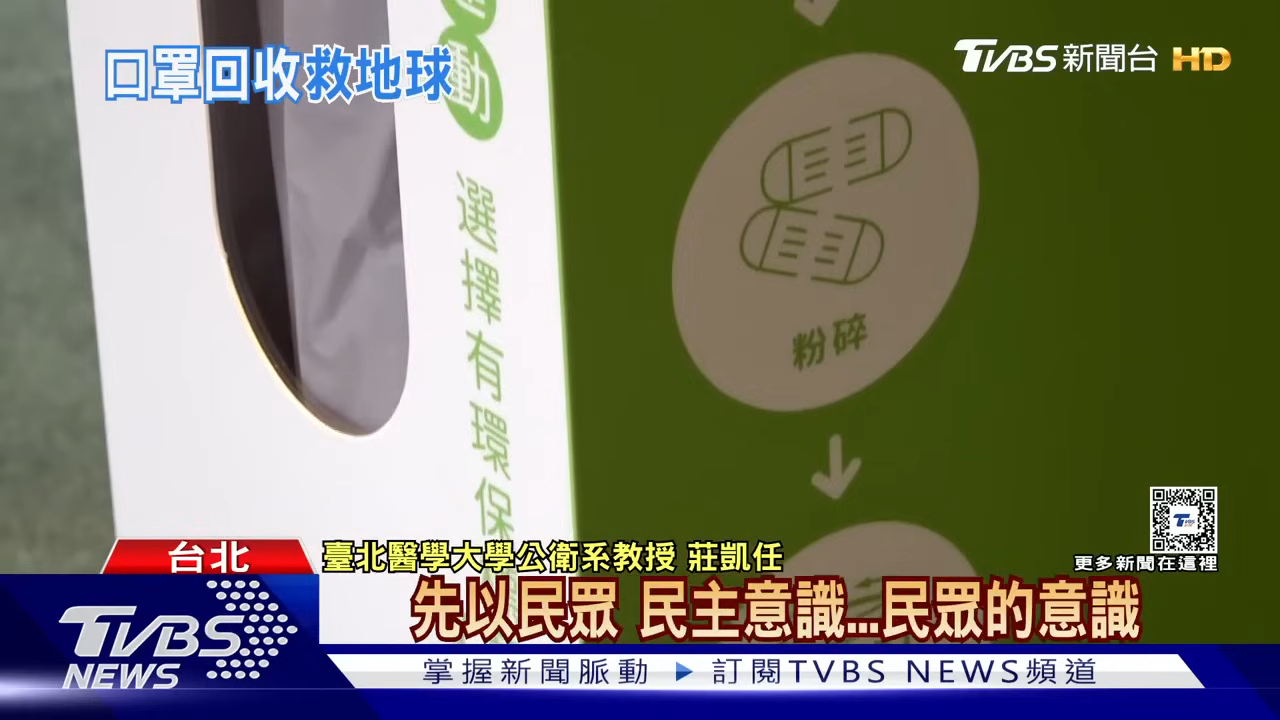 口罩回收救地球
TVBS新聞台 HD
動
選擇有環保
粉碎
更多新聞在這裡
台北
臺北醫學大學公衛系教授 莊凱任
先以民眾 民主意識...民眾的意識
TVBS
NEWS
掌握新聞脈動 ▶ 訂閱TVBS NEWS頻道